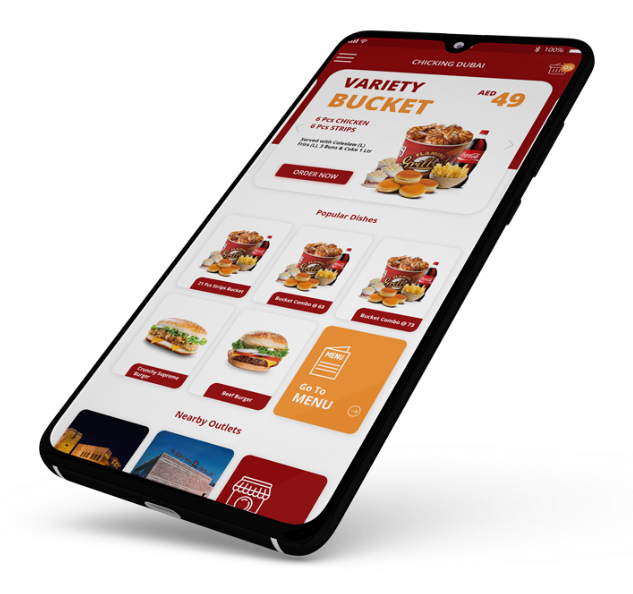 100%
CHICKING DUBAI
VARIETY
BUCKET
AED 49
6 Pcs CHICKEN
6 Pcs STRIPS
Served with Coleslaw (L)
Fries (L), 3 Buns & Coke 1 Ltr
ORDER NOW
Popular Dishes
21 Pcs Strips Bucket
Bucket Combo @ 63
Bucket Combo @ 73
Crunchy Supreme
Burger
Beef Burger
MENU
Go To
MENU
Nearby Outlets